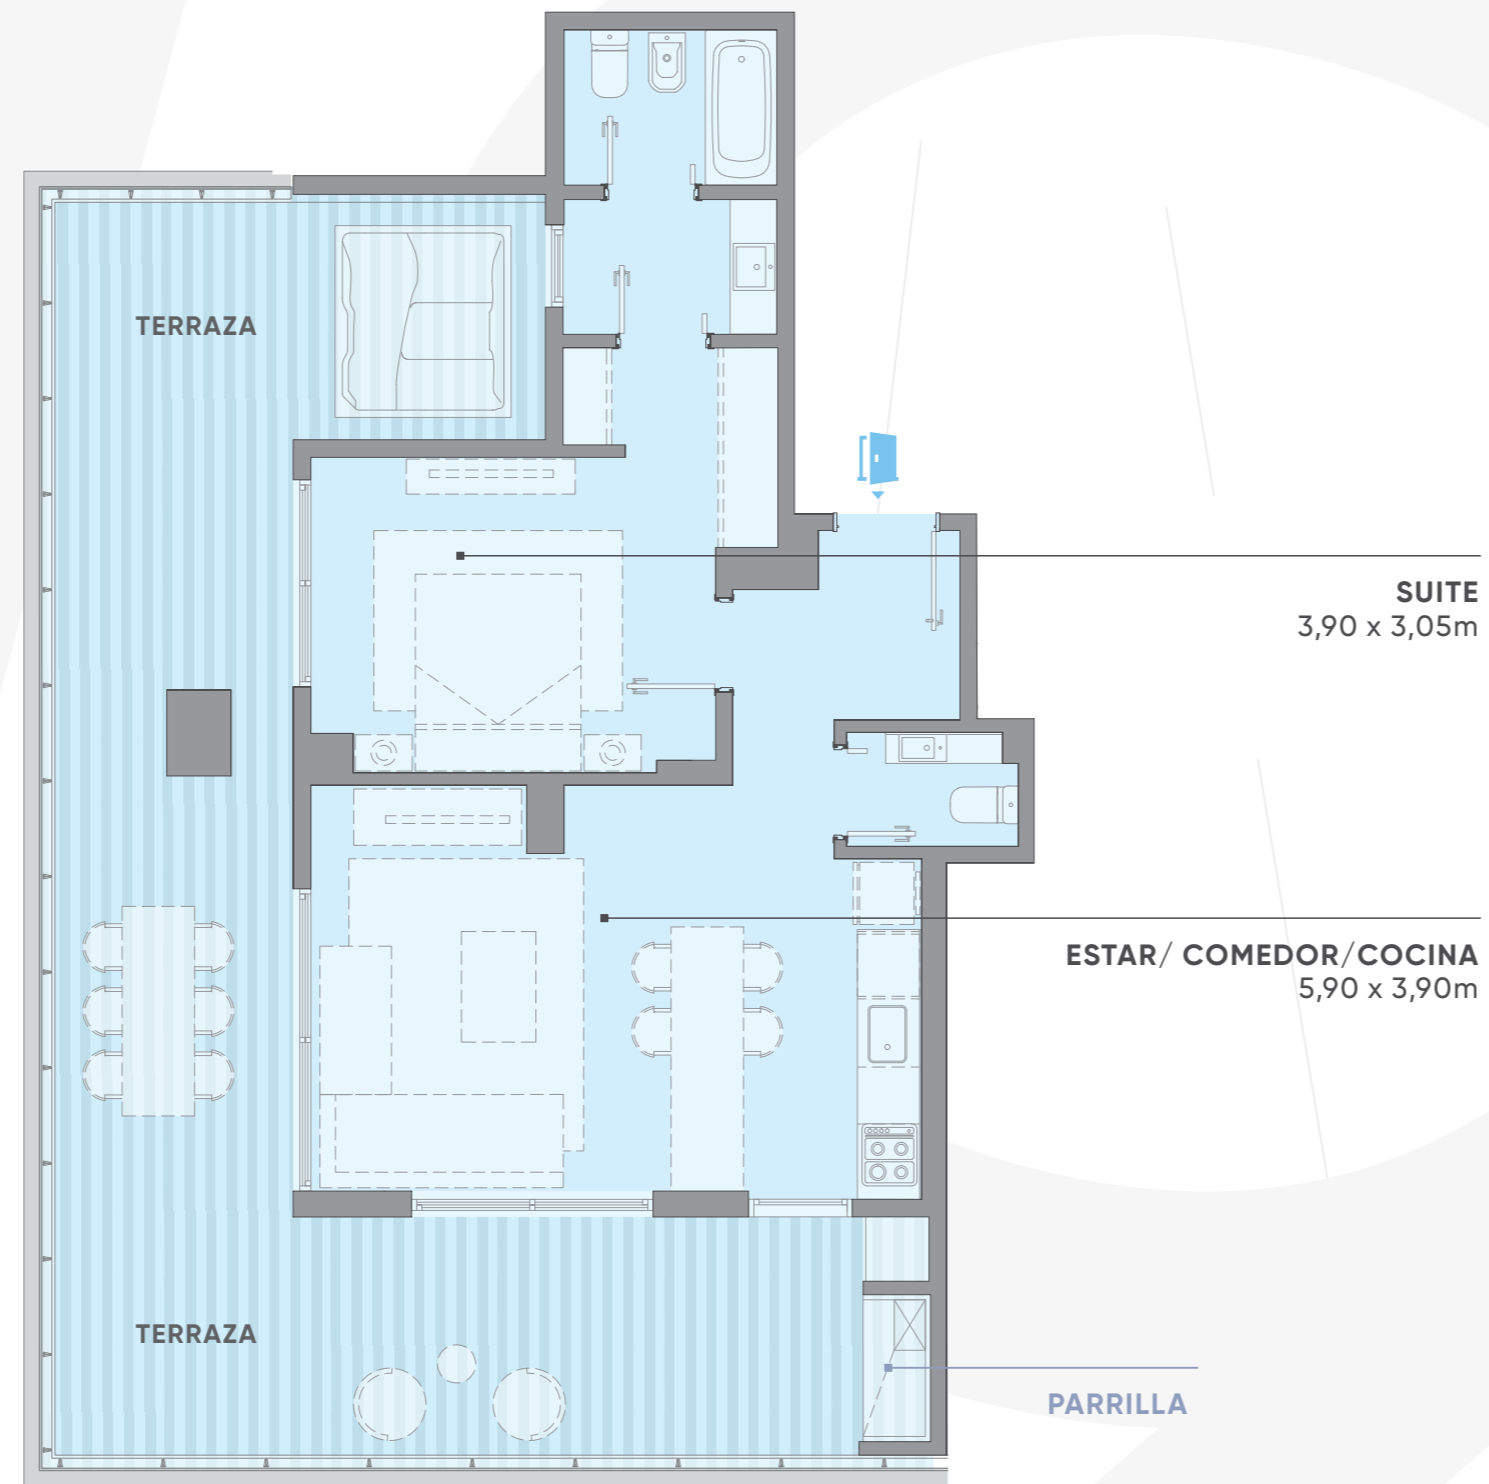 TERRAZA
SUITE
3,90 x 3,05m
ESTAR/ COMEDOR/COCINA
5,90 x 3,90m
TERRAZA
PARRILLA